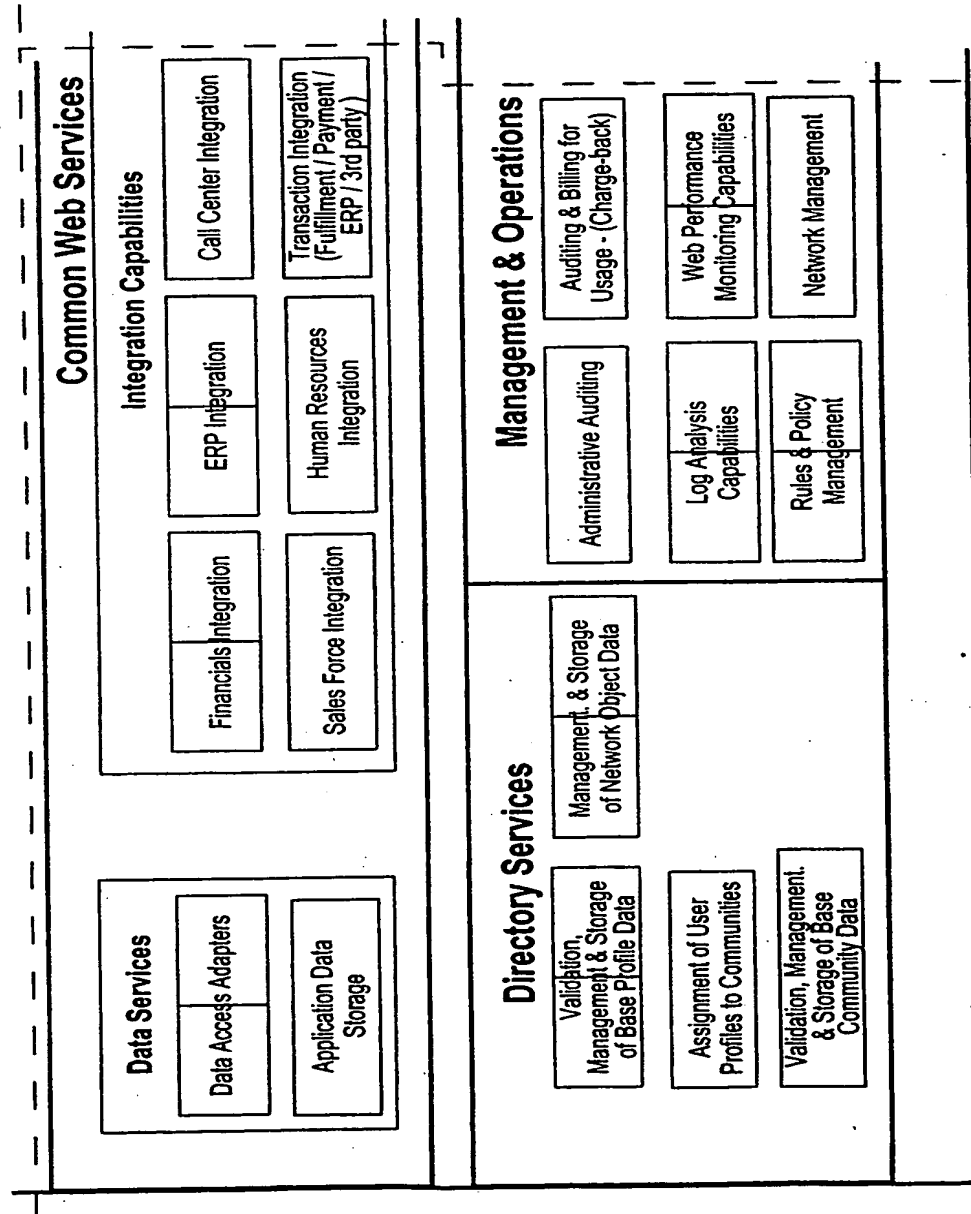 Common Web Services
Data Services
Data Access Adapters
Application Data
Storage
Integration Capabilities
Financials Integration
ERP Integration
Call Center Integration
Sales Force Integration
Human Resources
Integration
Transaction Integration
(Fulfillment / Payment /
ERP / 3rd party )
Directory Services
Validation,
Management & Storage
of Base Profile Data
Management. & Storage
of Network Object Data
Assignment of User
Profiles to Communities
Validation, Management.
& Storage of Base
Community Data
Management & Operations
Administrative Auditing
Auditing & Billing for
Usage - (Charge-back)
Log Analysis
Capabilities
Web Performance
Monitoring Capabilities
Rules & Policy
Management
Network Management